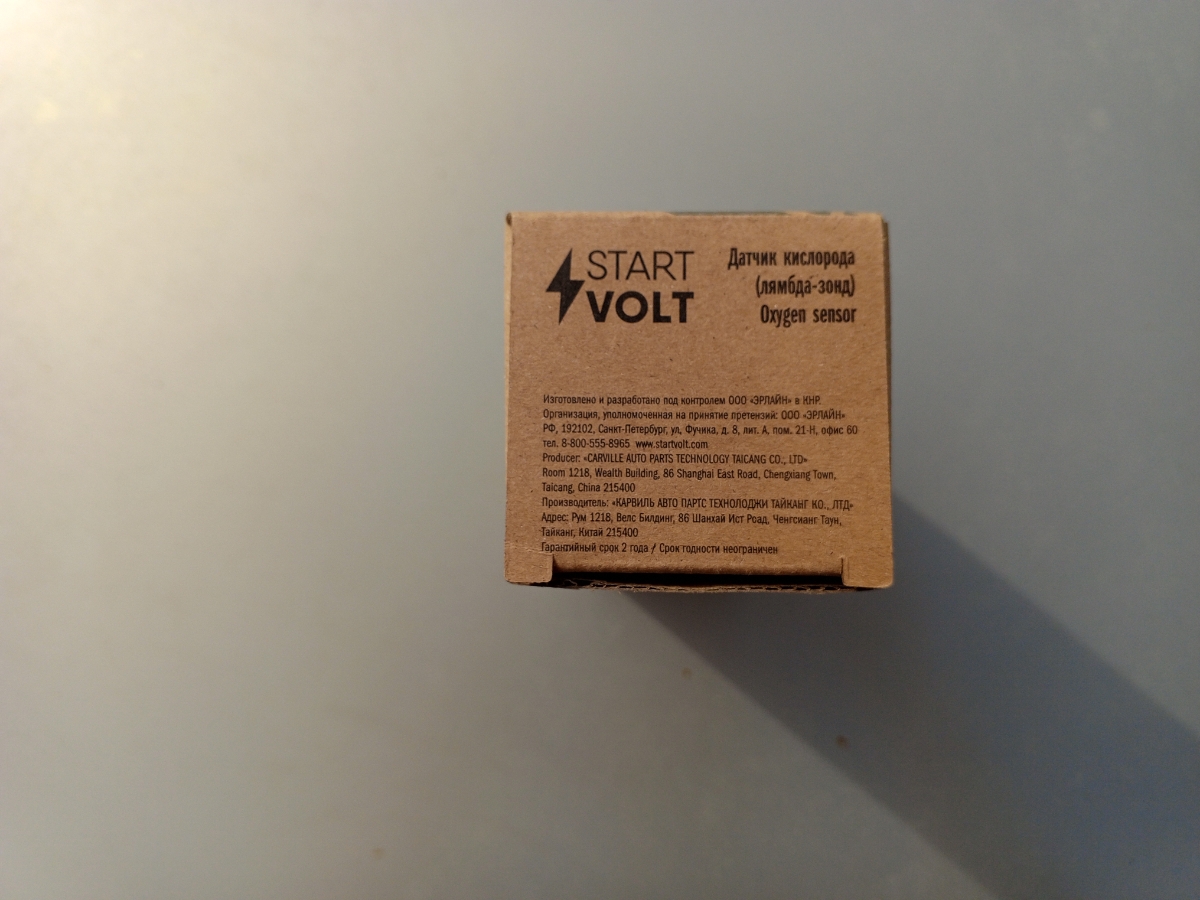 START
VOLT
Датчик кислорода
(лямбда-зонд)
Oxygen sensor
Изготовлено и разработано под контролем ООО «ЭРЛАЙН» в КНР.
Организация, уполномоченная на принятие претензий: ООО «ЭРЛАЙН»
РФ, 192102, Санкт-Петербург, ул. Фучика, д. 8, лит. А, пом. 21-Н, офис 60
тел. 8-800-555-8965 www.startvolt.com
Producer: «CARVILLE AUTO PARTS TECHNOLOGY TAICANG CO., LTD»
Room 1218, Wealth Building, 86 Shanghai East Road, Chengxiang Town,
Taicang, China 215400
Производитель: «КАРВИЛЬ АВТО ПАРТС ТЕХНОЛОДЖИ ТАЙКАНГ КО., ЛТД»
Адрес: Рум 1218, Велс Билдинг, 86 Шанхай Ист Роад, Ченгсианг Таун,
Тайканг, Китай 215400
Гарантийный срок 2 года / Срок годности неограничен